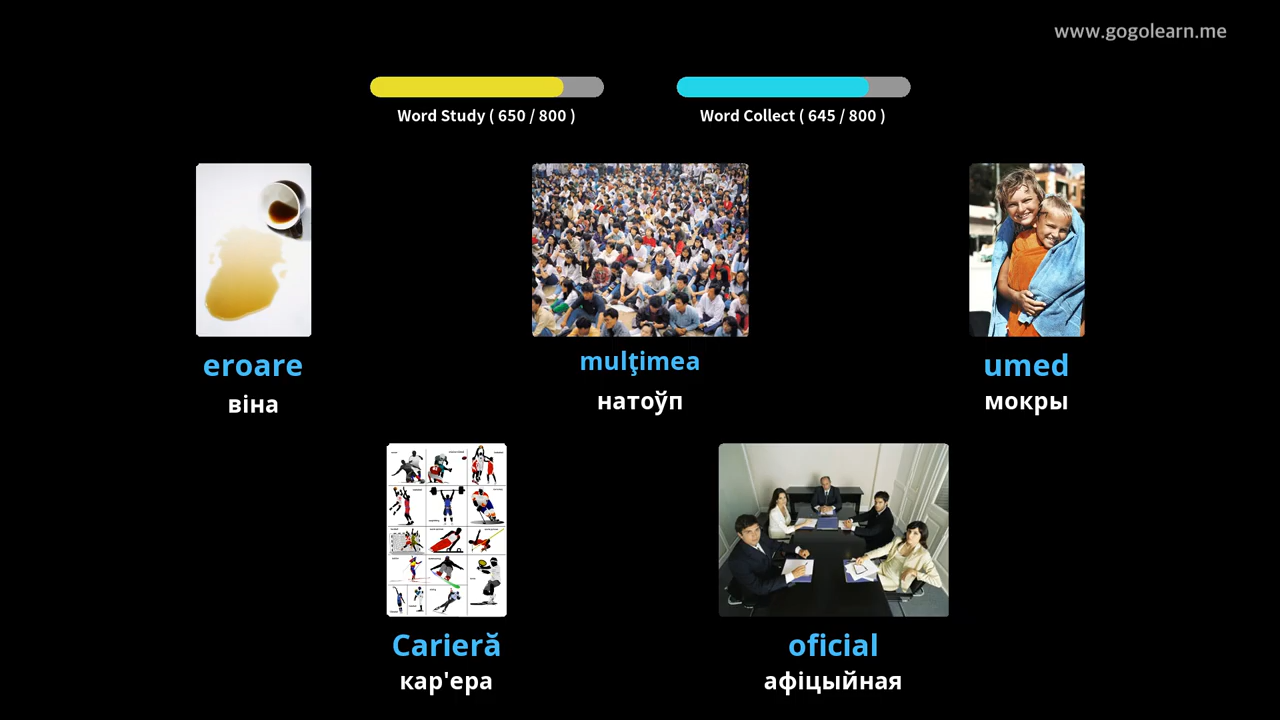 www.gogolearn.me
Word Study ( 650 / 800 )
Word Collect ( 645 / 800 )
eroare
віна
mulţimea
натоўп
umed
мокры
Carieră
кар'ера
oficial
афіцыйная